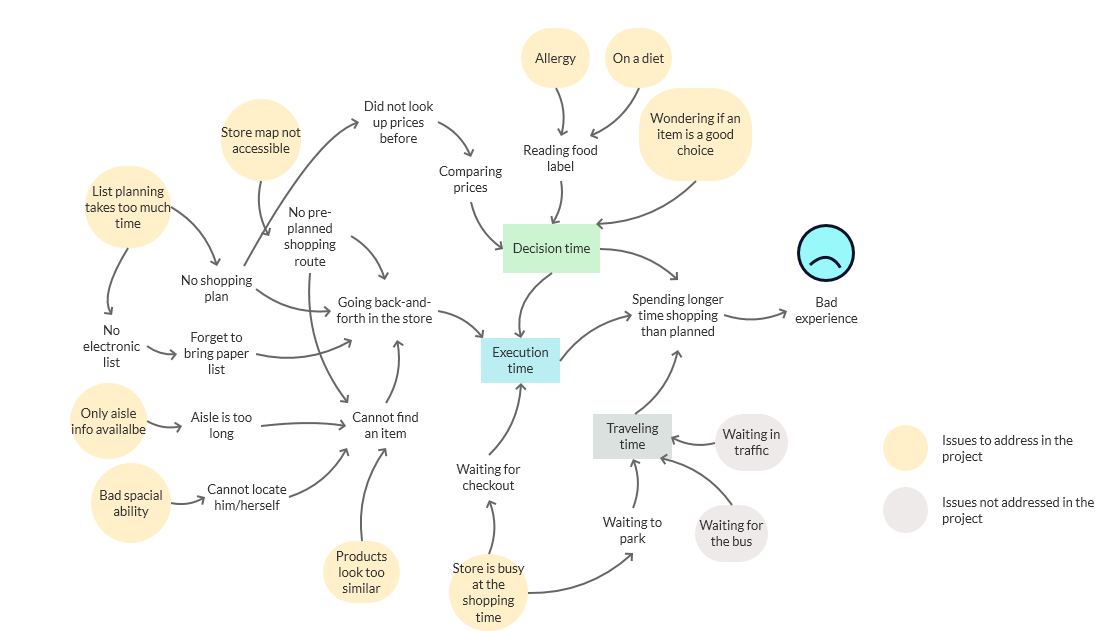 Allergy
On a diet
Did not look
up prices
before
Wondering if an
item is a good
choice
Store map not
accessible
Reading food
label
Comparing
prices
List planning
takes too much
time
No pre-
planned
shopping
route
Decision time
No shopping
plan
Going back-and-
forth in the store
Spending longer
time shopping
than planned
Bad
experience
No
electronic
list
Forget to
bring paper
list
Execution
time
Only aisle
info availalbe
Aisle is too
long
Cannot find
an item
Traveling
time
Waiting in
traffic
Issues to address in the
project
Bad spacial
ability
Cannot locate
him/herself
Waiting for
checkout
Issues not addressed in the
project
Waiting to
park
Waiting for
the bus
Products
look too
similar
Store is busy
at the
shopping
time